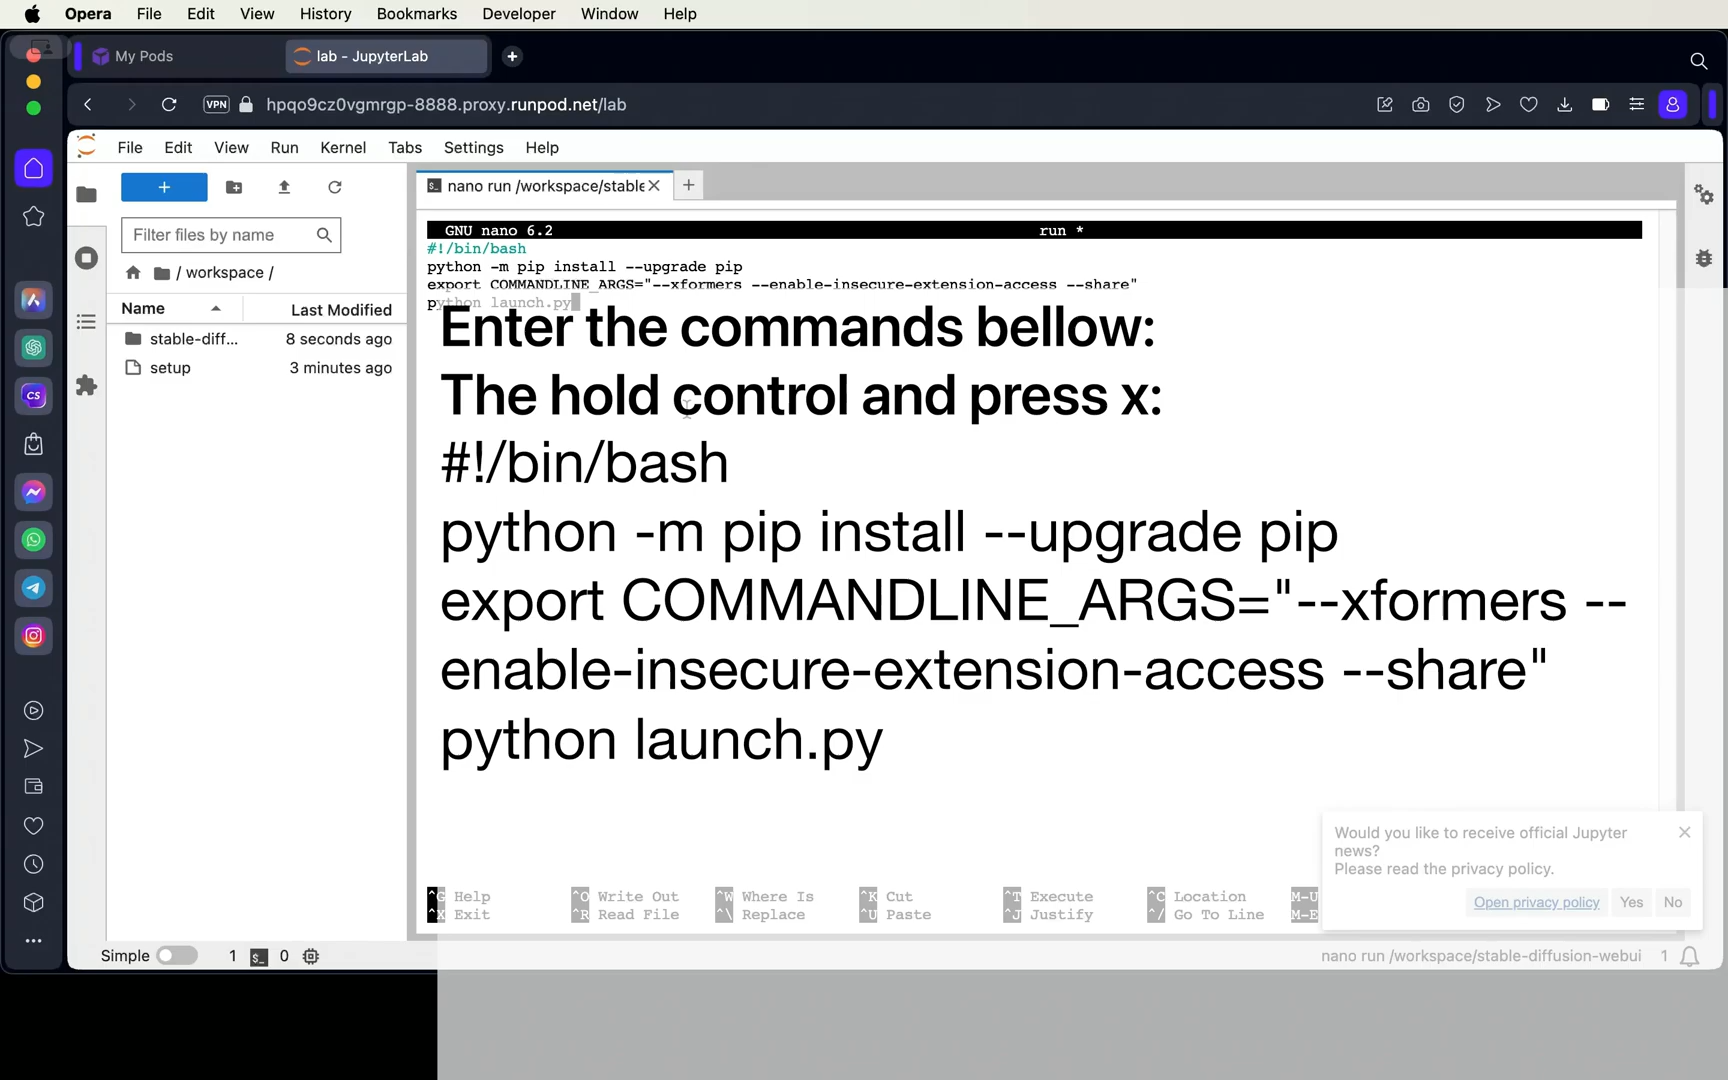 Opera File Edit View History Bookmarks Developer Window Help
My Pods
lab - JupyterLab
VPN
hpqo9cz0vgmrgp-8888.proxy.runpod.net/lab
File Edit View Run Kernel Tabs Settings Help
nano run /workspace/stable
Filter files by name
/ workspace /
Name Last Modified
stable-diff... 8 seconds ago
setup 3 minutes ago
GNU nano 6.2 run *
#!/bin/bash
python -m pip install --upgrade pip
export COMMANDLINE_ARGS="--xformers --enable-insecure-extension-access --share"
python launch.py
Enter the commands bellow:
The hold control and press x:
#!/bin/bash
python -m pip install --upgrade pip
export COMMANDLINE_ARGS="--xformers --
enable-insecure-extension-access --share"
python launch.py
Would you like to receive official Jupyter
news?
Please read the privacy policy.
Open privacy policy Yes No
^G Help ^O Write Out ^W Where Is ^K Cut ^T Execute ^C Location M-U
^X Exit ^R Read File ^\ Replace ^U Paste ^J Justify ^/ Go To Line M-E
Simple 1 $_ 0
nano run /workspace/stable-diffusion-webui 1
CS